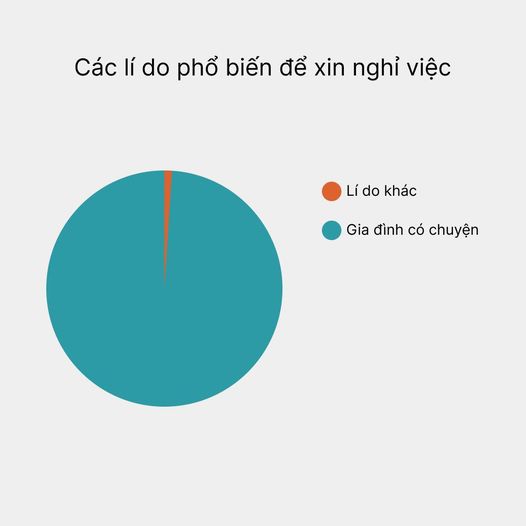 Các lí do phổ biến để xin nghỉ việc
Lí do khác
Gia đình có chuyện